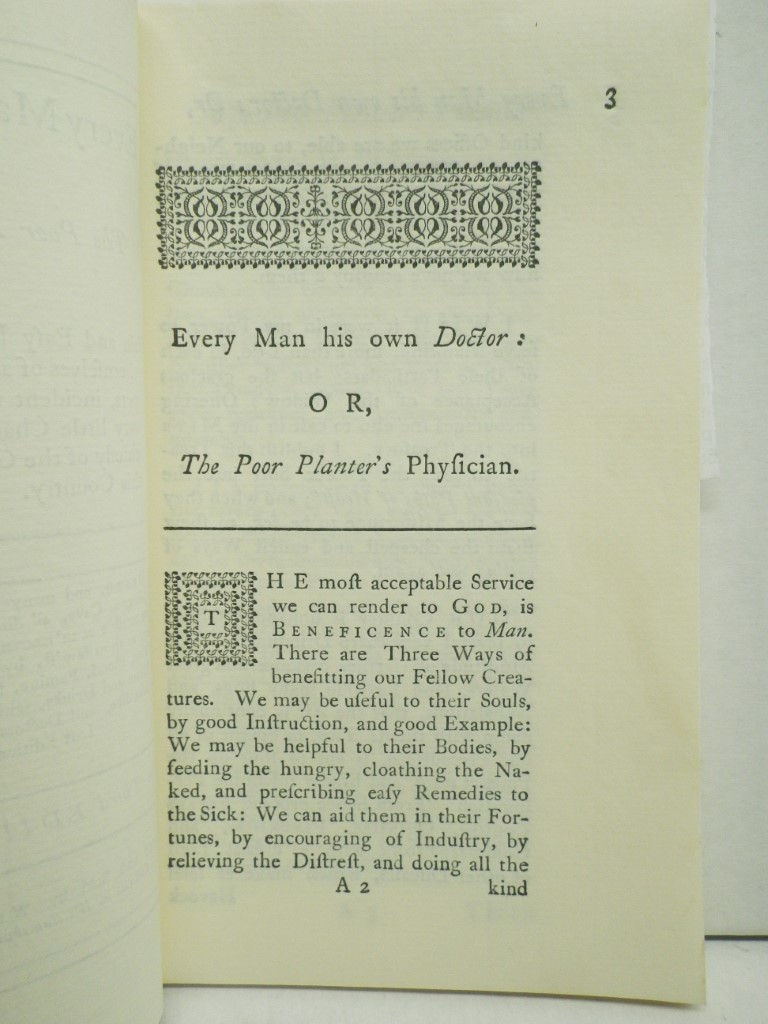 3
Every Man his own Doctor:
OR,
The Poor Planter's Phyſician.
THE moſt acceptable Service
we can render to GOD, is
BENEFICENCE to Man.
There are Three Ways of
benefitting our Fellow Crea-
tures. We may be uſeful to their Souls,
by good Inſtruction, and good Example:
We may be helpful to their Bodies, by
feeding the hungry, cloathing the Na-
ked, and preſcribing eaſy Remedies to
the Sick: We can aid them in their For-
tunes, by encouraging of Induſtry, by
relieving the Diſtreſt, and doing all the
A 2 kind